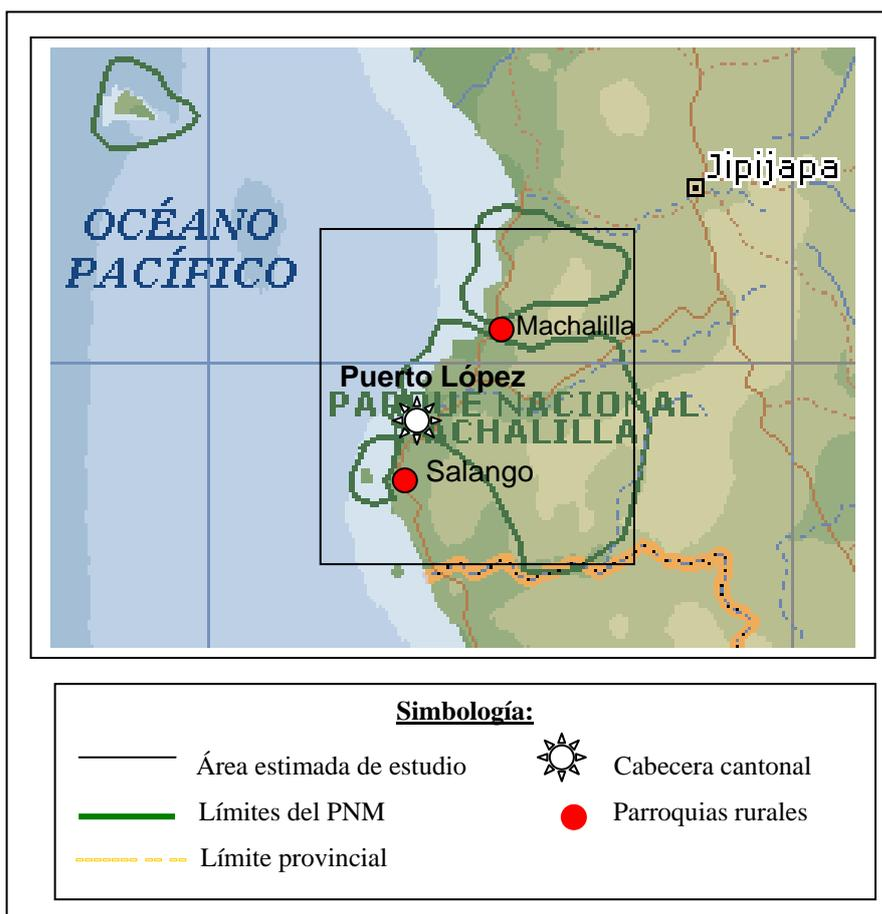 Jipijapa
OCÉANO
PACÍFICO
Machalilla
Puerto López
PARQUE NACIONAL
MACHALILLA
Salango
Simbología:
Área estimada de estudio
Cabecera cantonal
Límites del PNM
Parroquias rurales
Límite provincial